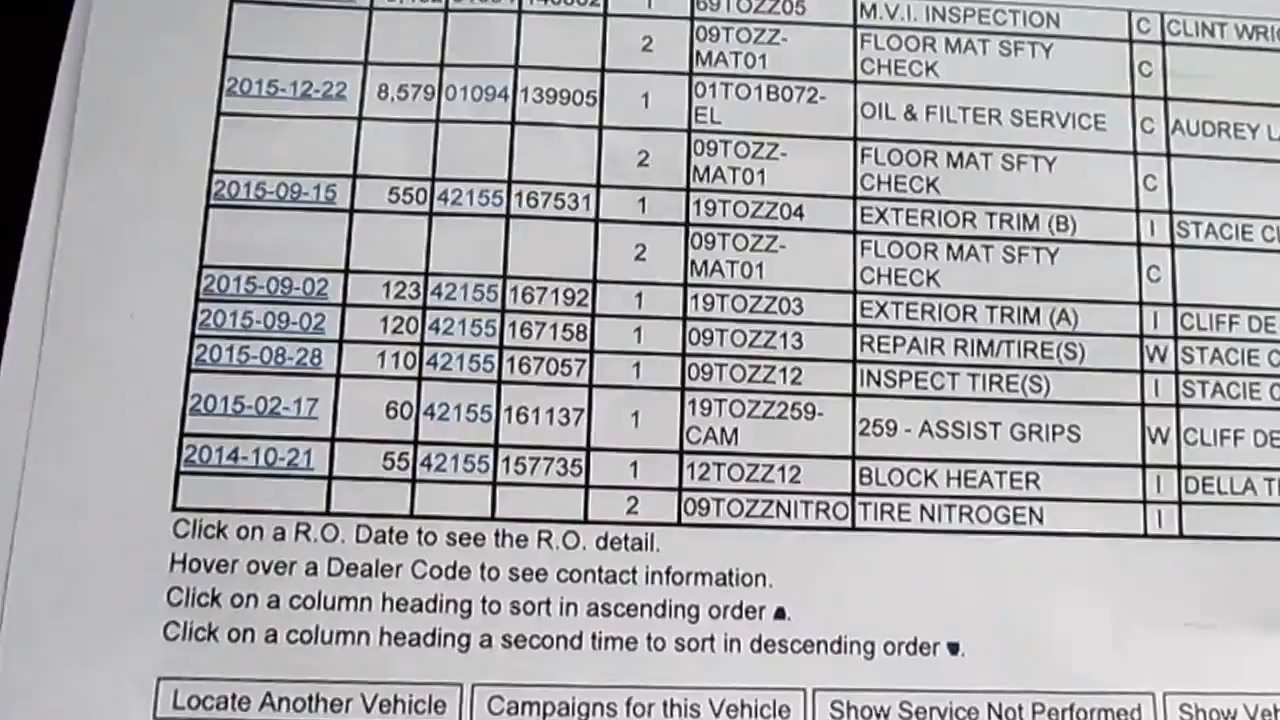 69TOZZ05 M.V.I. INSPECTION C CLINT
2 09TOZZ- FLOOR MAT SFTY C
MAT01 CHECK
2015-12-22 8,579 01094 139905 1 01TO1B072- OIL & FILTER SERVICE C AUDREY
EL
2 09TOZZ- FLOOR MAT SFTY C
MAT01 CHECK
2015-09-15 550 42155 167531 1 19TOZZ04 EXTERIOR TRIM (B) I STACIE
2 09TOZZ- FLOOR MAT SFTY C
MAT01 CHECK
2015-09-02 123 42155 167192 1 19TOZZ03 EXTERIOR TRIM (A) I CLIFF DE
2015-09-02 120 42155 167158 1 09TOZZ13 REPAIR RIM/TIRE(S) W STACIE
2015-08-28 110 42155 167057 1 09TOZZ12 INSPECT TIRE(S) I STACIE
2015-02-17 60 42155 161137 1 19TOZZ259- 259 - ASSIST GRIPS W CLIFF DE
CAM
2014-10-21 55 42155 157735 1 12TOZZ12 BLOCK HEATER I DELLA
2 09TOZZNITRO TIRE NITROGEN I
Click on a R.O. Date to see the R.O. detail.
Hover over a Dealer Code to see contact information.
Click on a column heading to sort in ascending order ▲.
Click on a column heading a second time to sort in descending order ▼.
Locate Another Vehicle Campaigns for this Vehicle Show Service Not Performed Show Veh